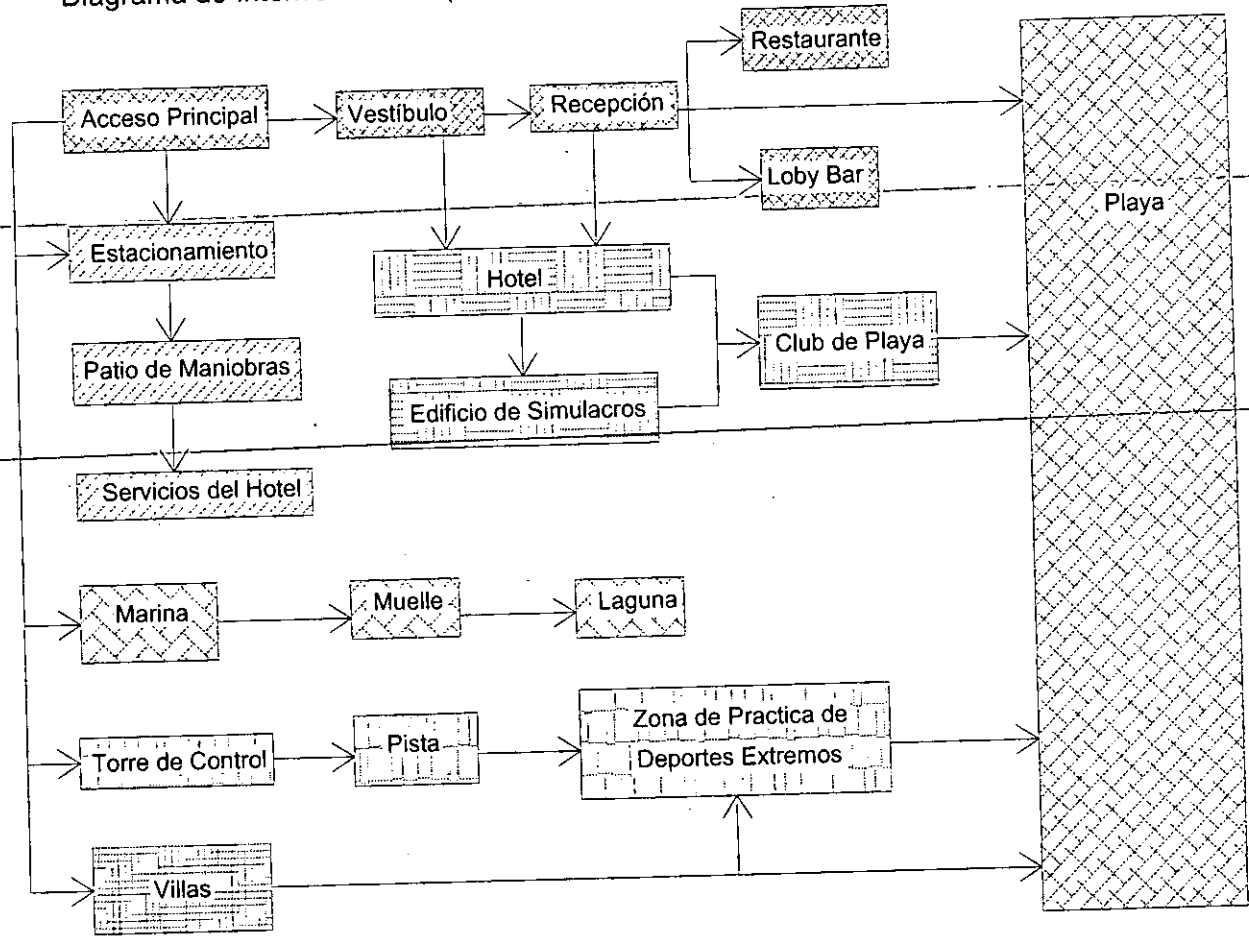 Diagrama de
Restaurante
Acceso Principal
Vestíbulo
Recepción
Loby Bar
Playa
Estacionamiento
Hotel
Club de Playa
Patio de Maniobras
Edificio de Simulacros
Servicios del Hotel
Marina
Muelle
Laguna
Torre de Control
Pista
Zona de Practica de
Deportes Extremos
Villas